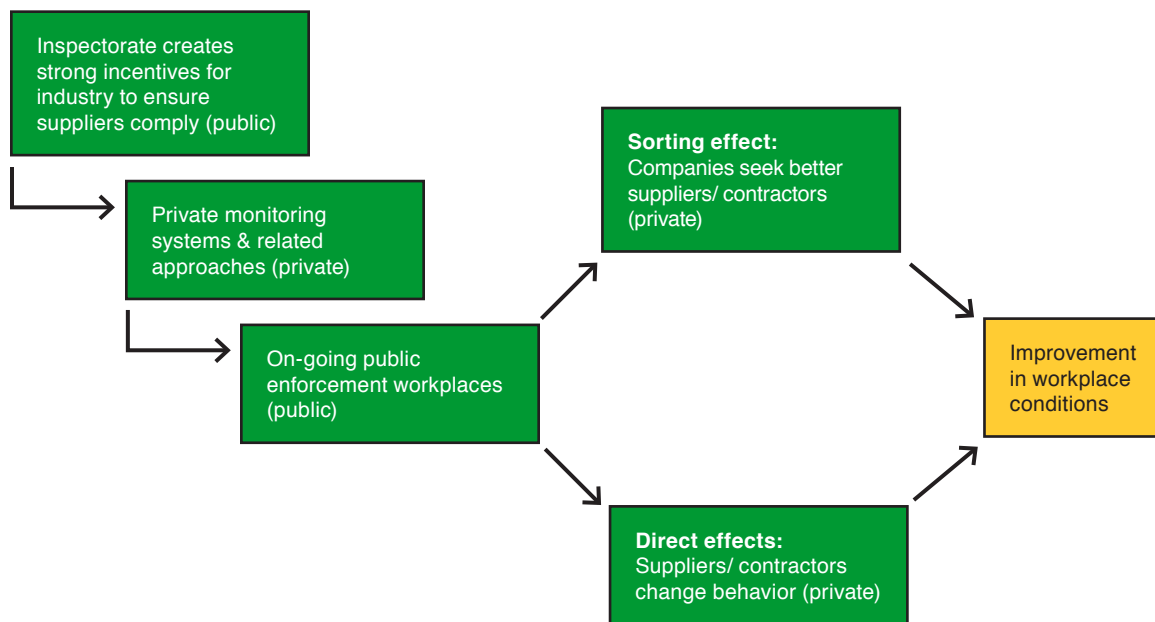 Inspectorate creates
strong incentives for
industry to ensure
suppliers comply (public)
Private monitoring
systems & related
approaches (private)
On-going public
enforcement workplaces
(public)
Sorting effect:
Companies seek better
suppliers/ contractors
(private)
Direct effects:
Suppliers/ contractors
change behavior (private)
Improvement
in workplace
conditions